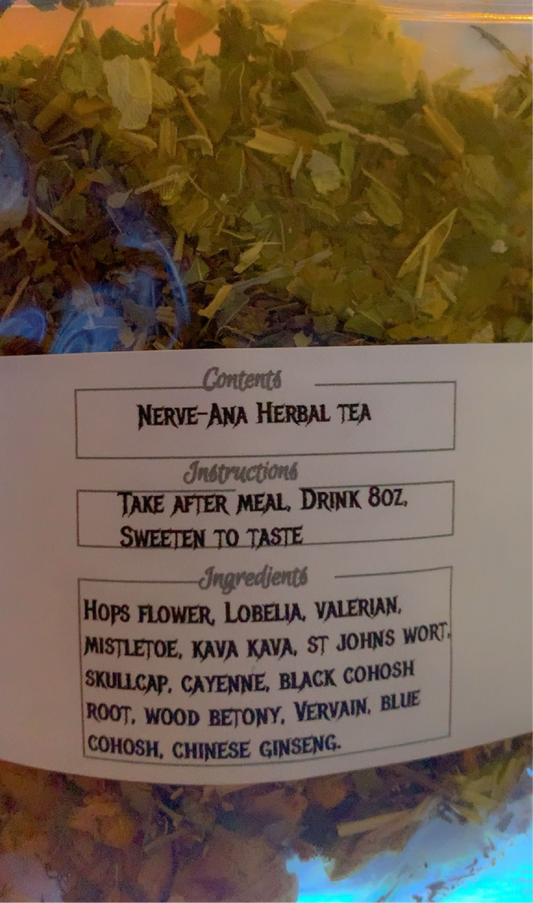 Contents
Nerve-Ana Herbal tea
Instructions
Take after meal, Drink 8oz,
Sweeten to taste
Ingredients
Hops flower, Lobelia, valerian,
mistletoe, kava kava, st johns wort,
skullcap, cayenne, black cohosh
root, wood betony, Vervain, blue
cohosh, chinese ginseng.